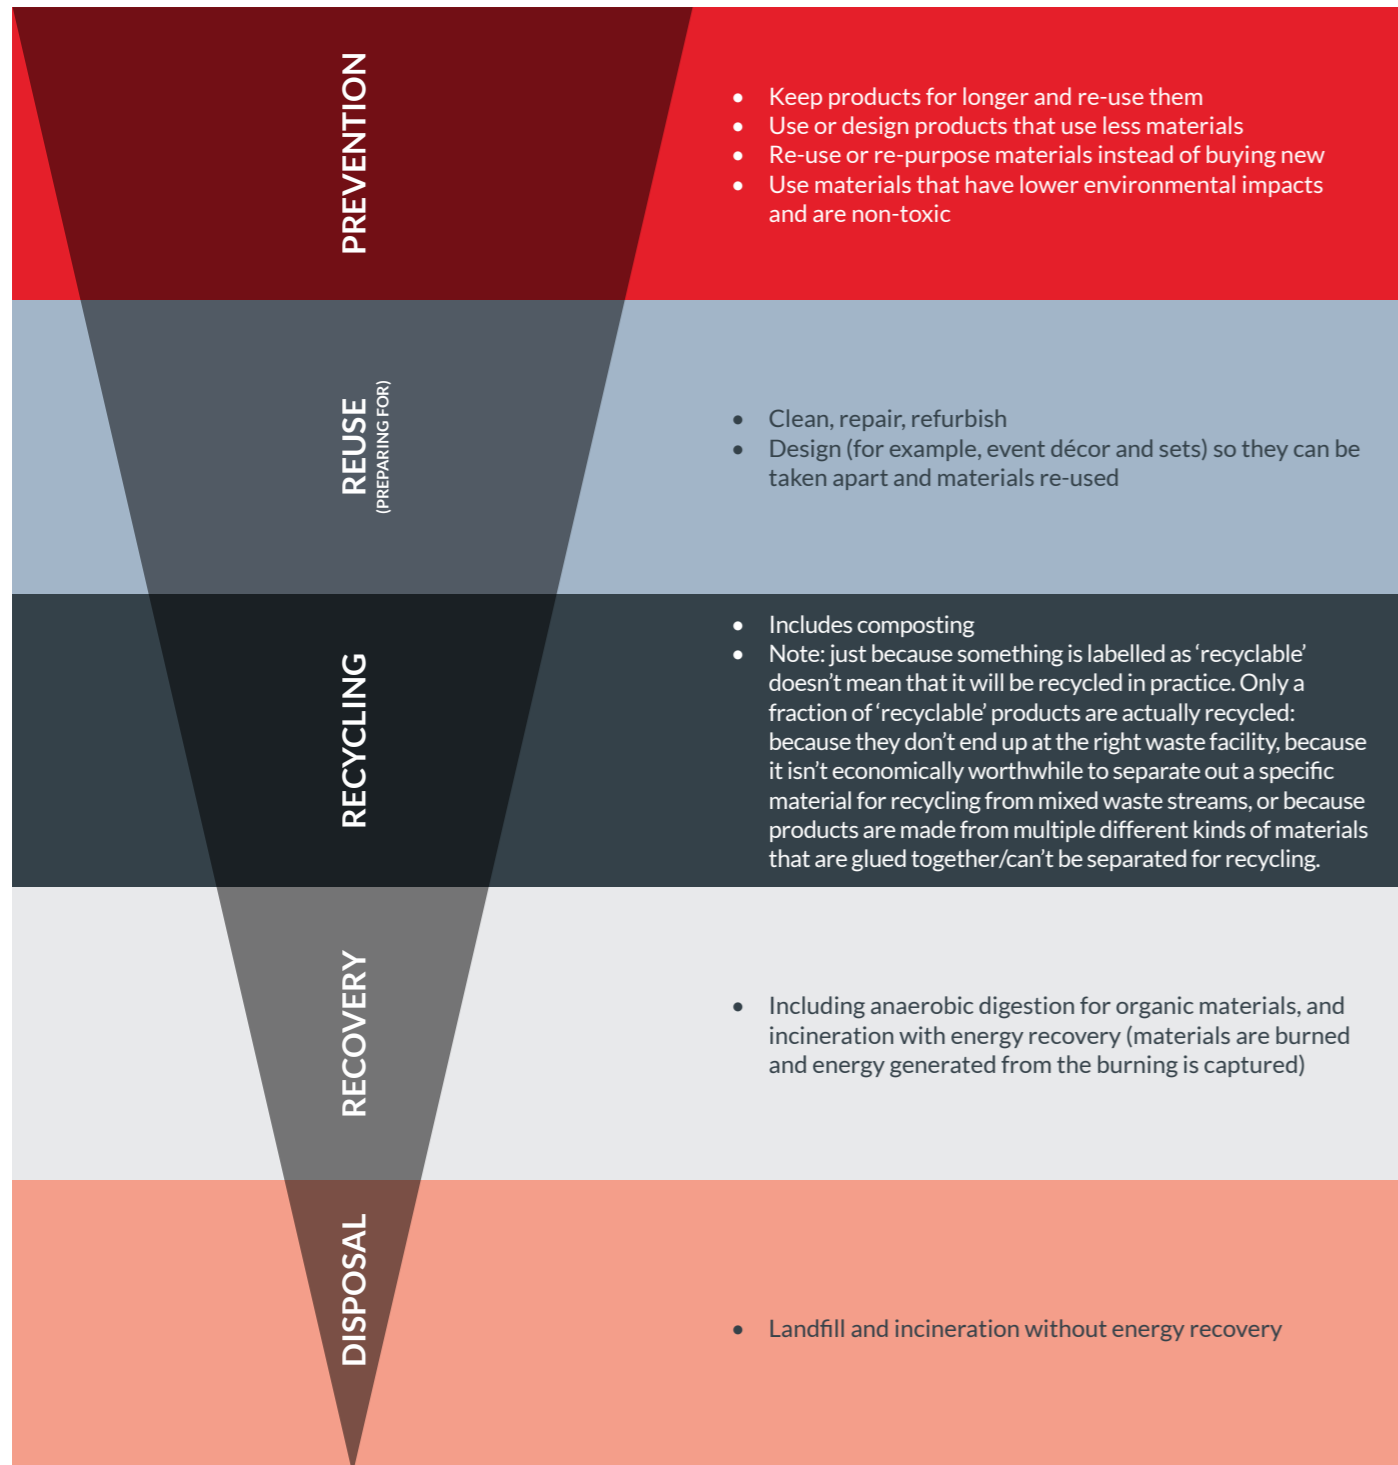 PREVENTION
• Keep products for longer and re-use them
• Use or design products that use less materials
• Re-use or re-purpose materials instead of buying new
• Use materials that have lower environmental impacts
and are non-toxic
REUSE
(PREPARING FOR)
• Clean, repair, refurbish
• Design (for example, event décor and sets) so they can be
taken apart and materials re-used
RECYCLING
• Includes composting
• Note: just because something is labelled as ‘recyclable’
doesn’t mean that it will be recycled in practice. Only a
fraction of ‘recyclable’ products are actually recycled:
because they don’t end up at the right waste facility, because
it isn’t economically worthwhile to separate out a specific
material for recycling from mixed waste streams, or because
products are made from multiple different kinds of materials
that are glued together/can’t be separated for recycling.
RECOVERY
• Including anaerobic digestion for organic materials, and
incineration with energy recovery (materials are burned
and energy generated from the burning is captured)
DISPOSAL
• Landfill and incineration without energy recovery